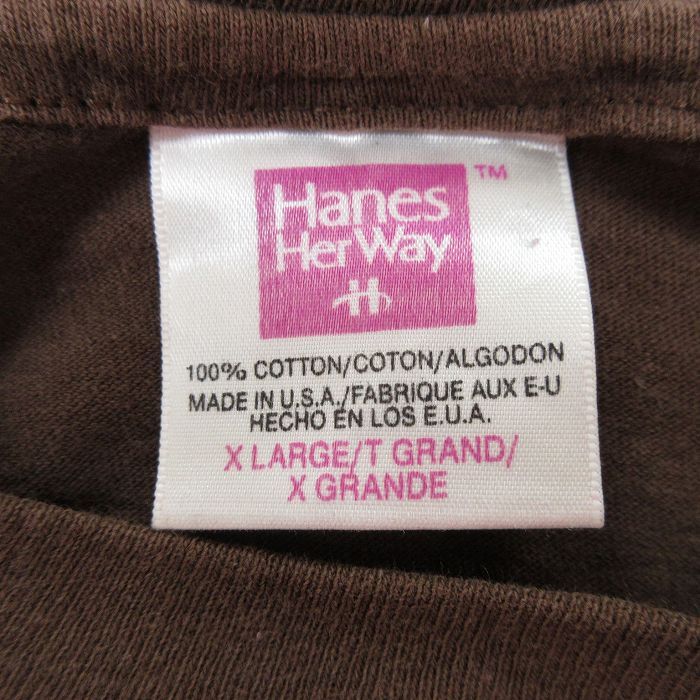 Hanes
HerWay
TM
H
100% COTTON/COTON/ALGODON
MADE IN U.S.A./FABRIQUE AUX E-U
HECHO EN LOS E.U.A.
X LARGE/T GRAND/
X GRANDE